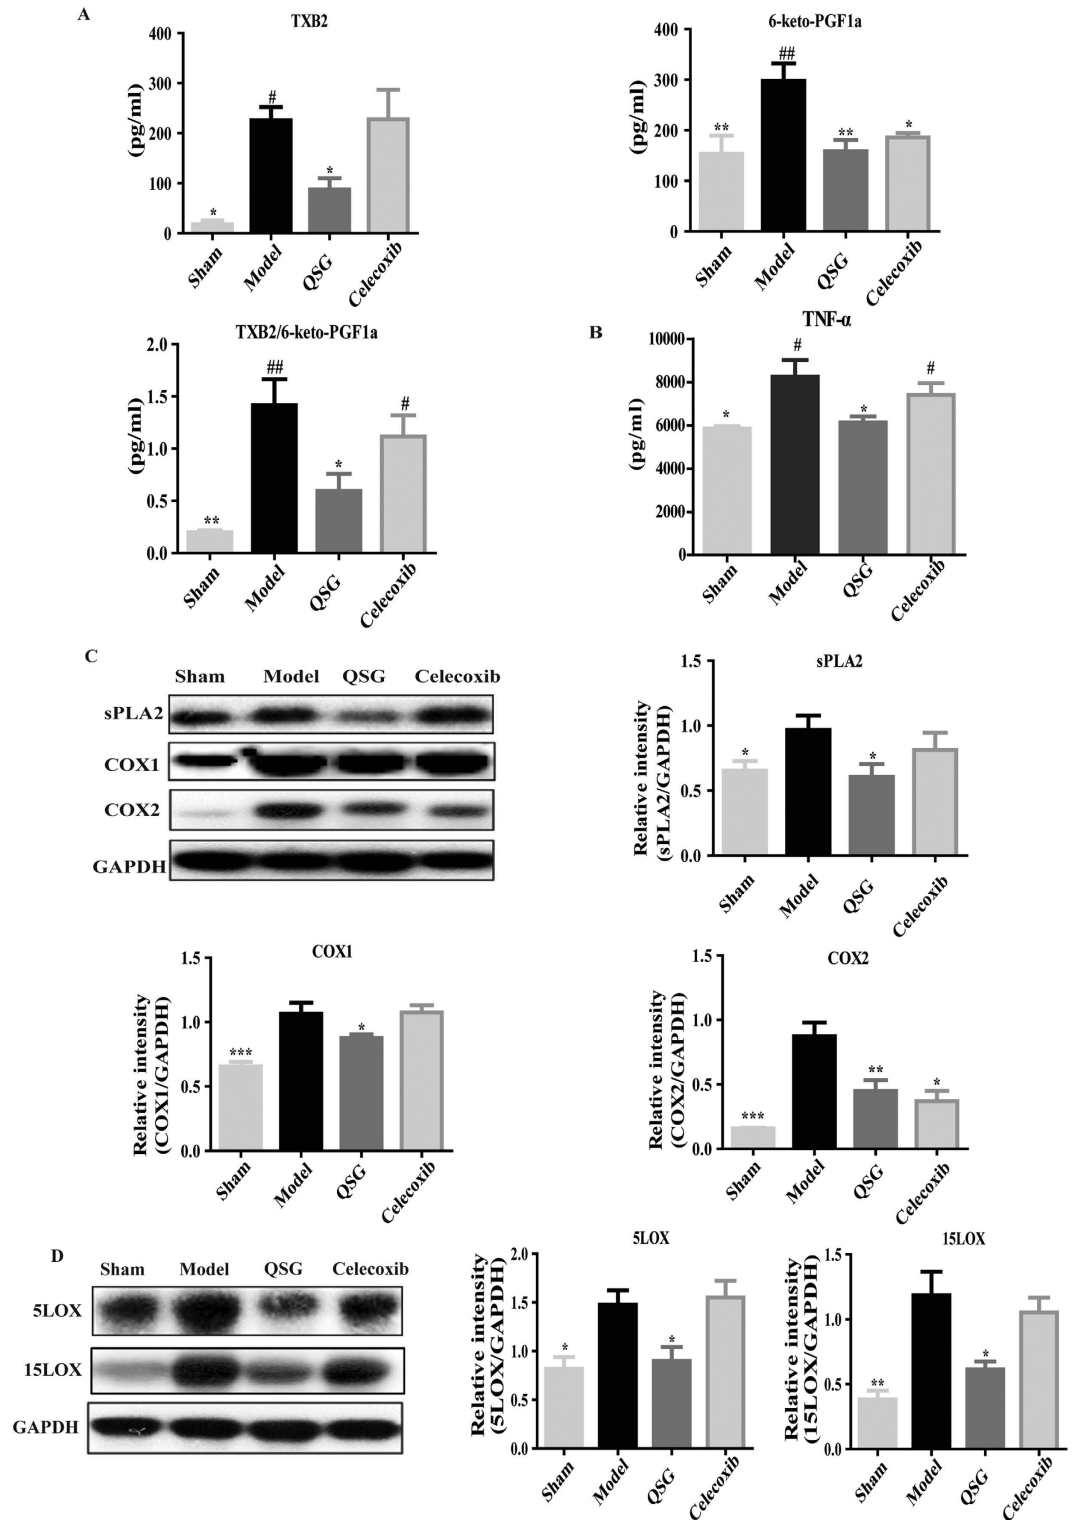 A
TXB2
(pg/ml)
400
300
200
100
0
#
*
*
Sham
Model
QSG
Celecoxib
6-keto-PGF1a
(pg/ml)
400
300
200
100
0
##
**
**
*
Sham
Model
QSG
Celecoxib
TXB2/6-keto-PGF1a
(pg/ml)
2.0
1.5
1.0
0.5
0.0
##
#
*
**
Sham
Model
QSG
Celecoxib
B
TNF-α
(pg/ml)
10000
8000
6000
4000
2000
0
#
#
*
*
Sham
Model
QSG
Celecoxib
C
Sham Model QSG Celecoxib
sPLA2
COX1
COX2
GAPDH
sPLA2
Relative intensity
(sPLA2/GAPDH)
1.5
1.0
0.5
0.0
*
*
Sham
Model
QSG
Celecoxib
COX1
Relative intensity
(COX1/GAPDH)
1.5
1.0
0.5
0.0
***
*
Sham
Model
QSG
Celecoxib
COX2
Relative intensity
(COX2/GAPDH)
1.5
1.0
0.5
0.0
***
**
*
Sham
Model
QSG
Celecoxib
D
Sham Model QSG Celecoxib
5LOX
15LOX
GAPDH
5LOX
Relative intensity
(5LOX/GAPDH)
2.0
1.5
1.0
0.5
0.0
*
*
Sham
Model
QSG
Celecoxib
15LOX
Relative intensity
(15LOX/GAPDH)
1.5
1.0
0.5
0.0
**
*
Sham
Model
QSG
Celecoxib